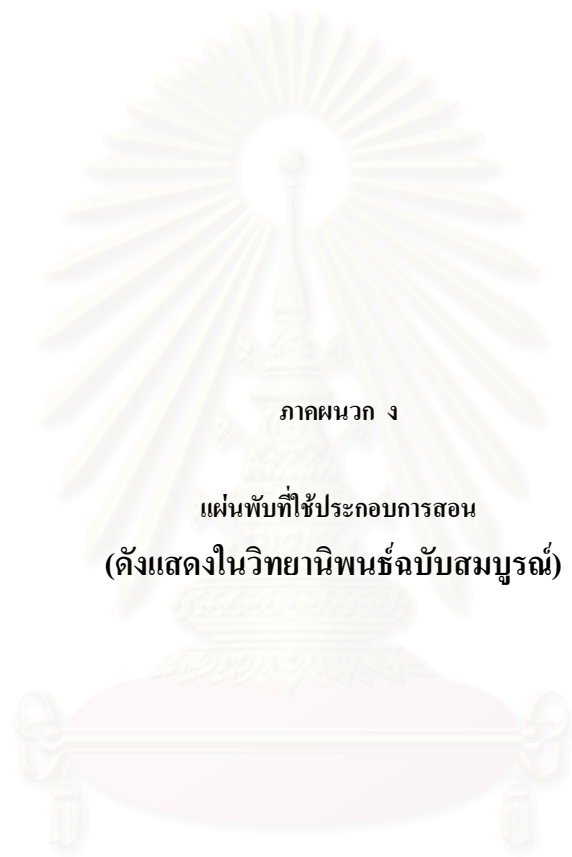 ภาคผนวก ง
แผ่นพับที่ใช้ประกอบการสอน
(ดังแสดงในวิทยานิพนธ์ฉบับสมบูรณ์)